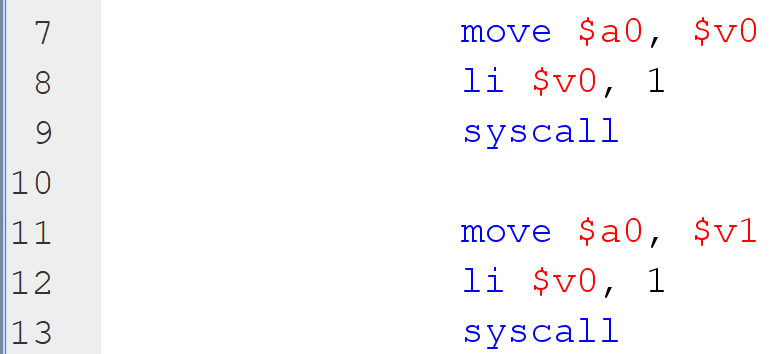 7 move $a0, $v0
8 li $v0, 1
9 syscall
10
11 move $a0, $v1
12 li $v0, 1
13 syscall